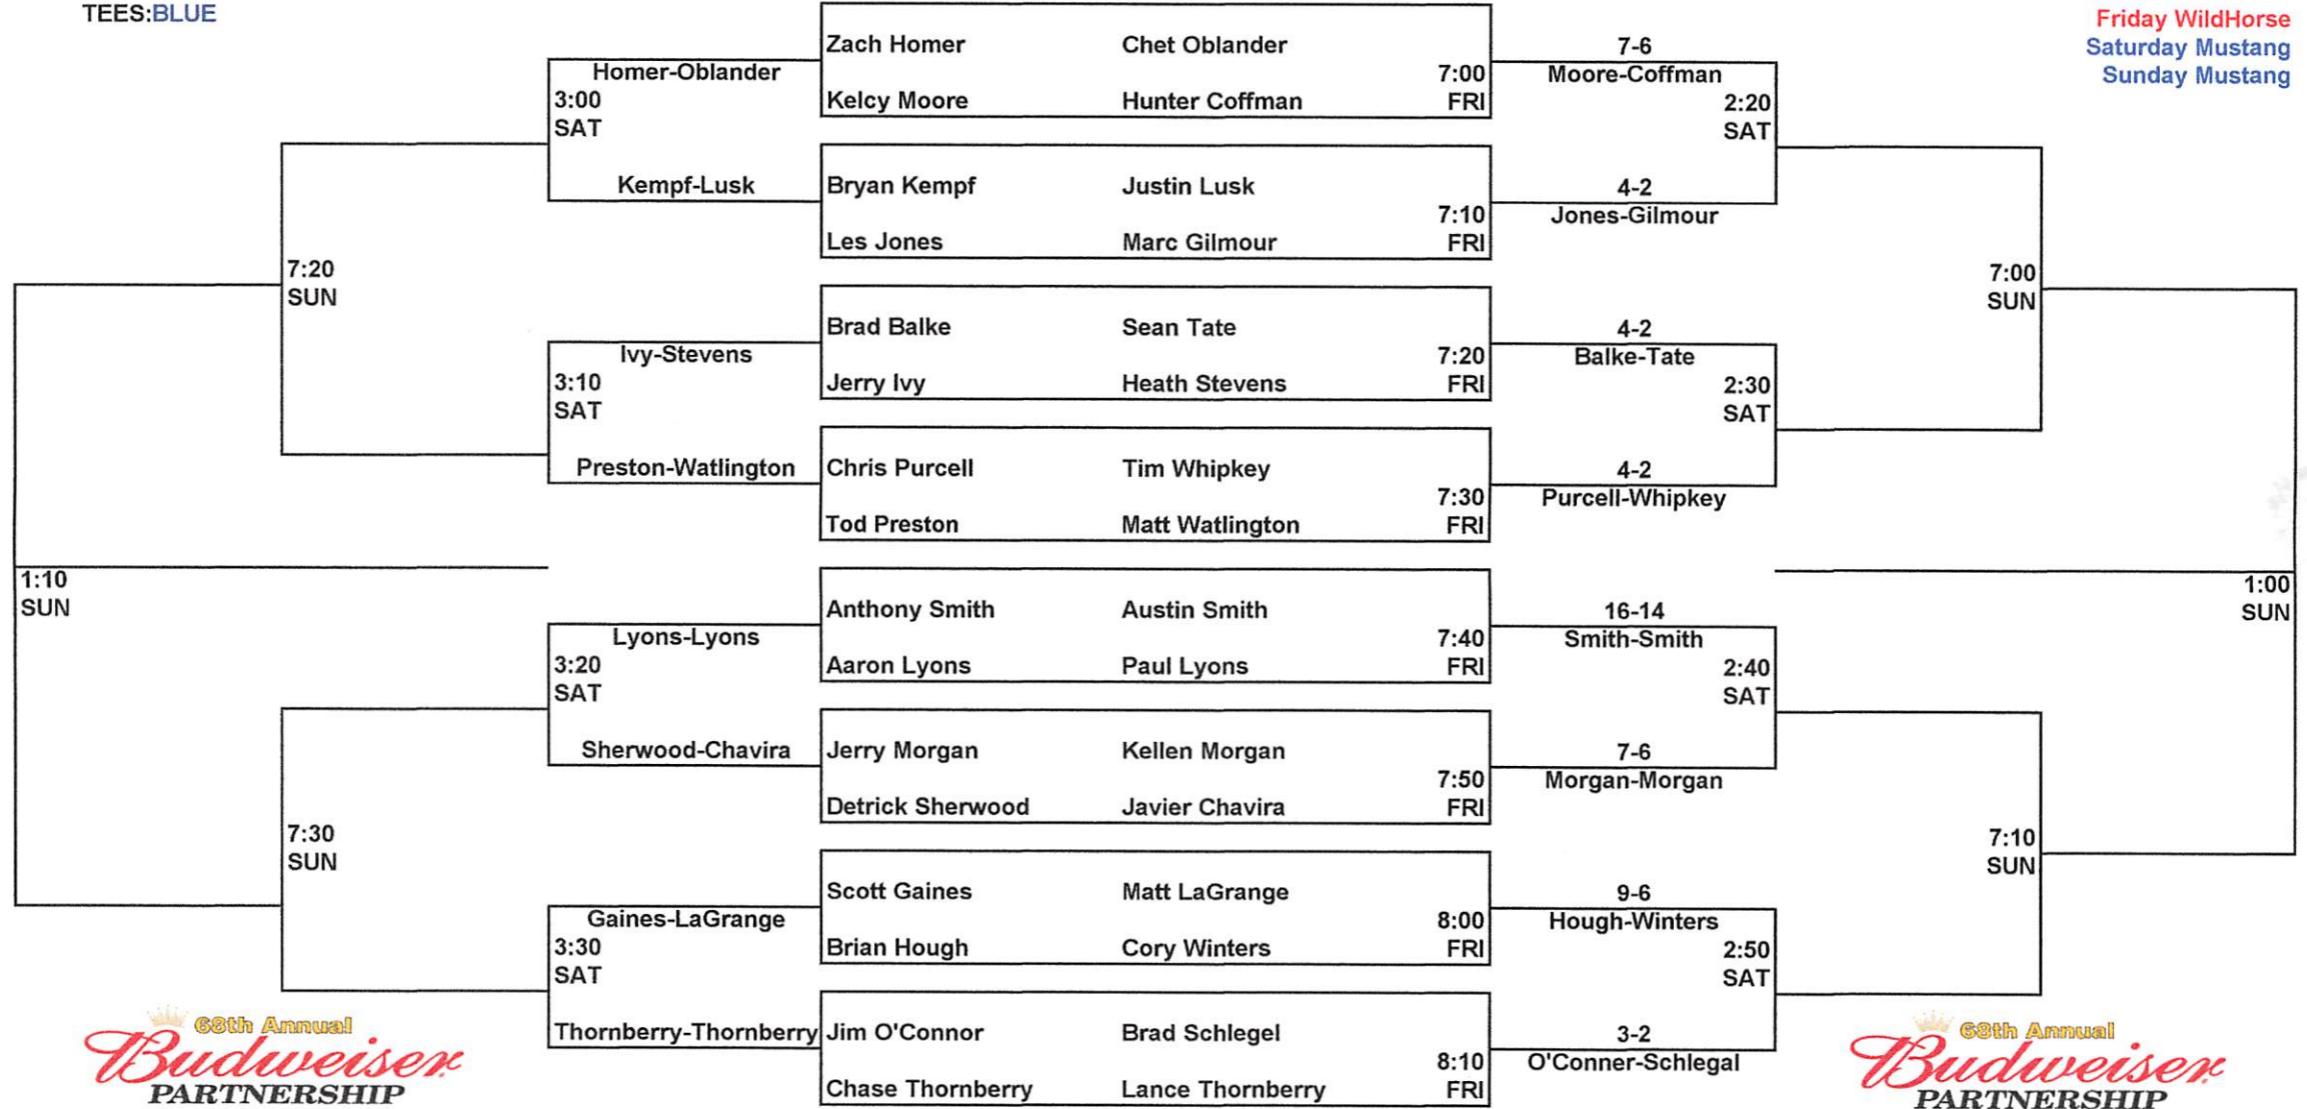 TEES:BLUE
Friday WildHorse
Saturday Mustang
Sunday Mustang
Zach Homer Chet Oblander
7:00
Kelcy Moore Hunter Coffman FRI
Homer-Oblander
3:00
SAT
7-6
Moore-Coffman
2:20
SAT
Kempf-Lusk
Bryan Kempf Justin Lusk
7:10
Les Jones Marc Gilmour FRI
4-2
Jones-Gilmour
7:20
SUN
7:00
SUN
Brad Balke Sean Tate
7:20
Jerry Ivy Heath Stevens FRI
Ivy-Stevens
3:10
SAT
4-2
Balke-Tate
2:30
SAT
Preston-Watlington
Chris Purcell Tim Whipkey
7:30
Tod Preston Matt Watlington FRI
4-2
Purcell-Whipkey
1:10
SUN
1:00
SUN
Anthony Smith Austin Smith
7:40
Aaron Lyons Paul Lyons FRI
Lyons-Lyons
3:20
SAT
16-14
Smith-Smith
2:40
SAT
Sherwood-Chavira
Jerry Morgan Kellen Morgan
7:50
Detrick Sherwood Javier Chavira FRI
7-6
Morgan-Morgan
7:30
SUN
7:10
SUN
Scott Gaines Matt LaGrange
8:00
Brian Hough Cory Winters FRI
Gaines-LaGrange
3:30
SAT
9-6
Hough-Winters
2:50
SAT
Thornberry-Thornberry
Jim O'Connor Brad Schlegel
8:10
Chase Thornberry Lance Thornberry FRI
3-2
O'Conner-Schlegal
68th Annual
Budweiser
PARTNERSHIP
68th Annual
Budweiser
PARTNERSHIP